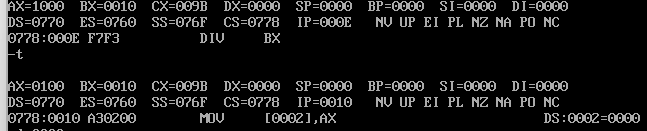 AX=1000 BX=0010 CX=009B DX=0000 SP=0000 BP=0000 SI=0000 DI=0000
DS=0770 ES=0760 SS=076F CS=0778 IP=000E NV UP EI PL NZ NA PO NC
0778:000E F7F3 DIV BX
-t
AX=0100 BX=0010 CX=009B DX=0000 SP=0000 BP=0000 SI=0000 DI=0000
DS=0770 ES=0760 SS=076F CS=0778 IP=0010 NV UP EI PL NZ NA PO NC
0778:0010 A30200 MOV [0002],AX DS:0002=0000